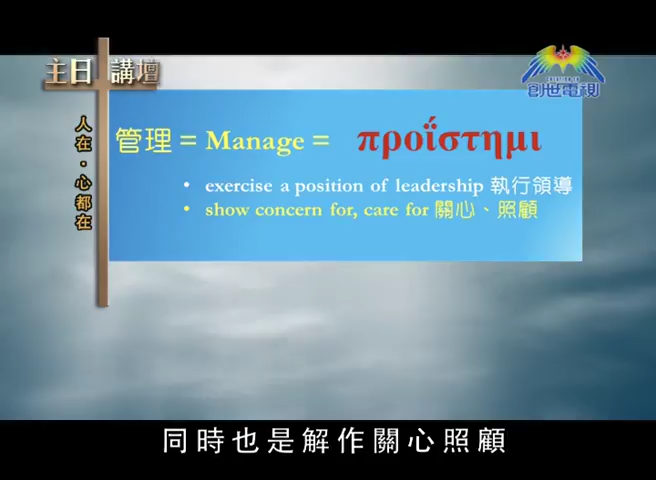 主日講壇
創世電視
人在·心都在
管理 = Manage = προΐστημι
• exercise a position of leadership 執行領導
• show concern for, care for 關心、照顧
同時也是解作關心照顧